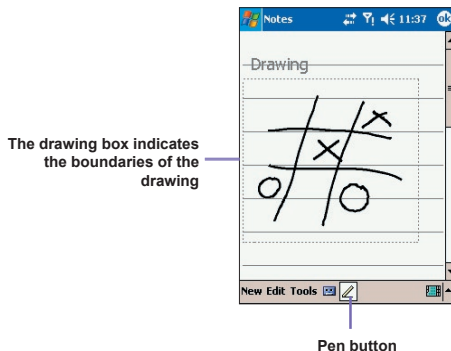 Notes 11:37 ok
Drawing
The drawing box indicates
the boundaries of the
drawing
New Edit Tools
Pen button